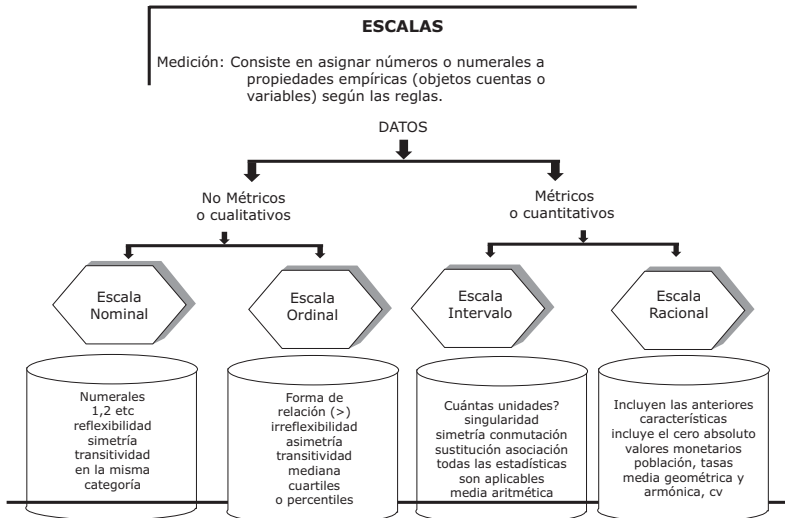 ESCALAS
Medición: Consiste en asignar números o numerales a
propiedades empíricas (objetos cuentas o
variables) según las reglas.
DATOS
No Métricos
o cualitativos
Métricos
o cuantitativos
Escala
Nominal
Escala
Ordinal
Escala
Intervalo
Escala
Racional
Numerales
1,2 etc
reflexibilidad
simetría
transitividad
en la misma
categoría
Forma de
relación (>)
irreflexibilidad
asimetría
transitividad
mediana
cuartiles
o percentiles
Cuántas unidades?
singularidad
simetría conmutación
sustitución asociación
todas las estadísticas
son aplicables
media aritmética
Incluyen las anteriores
características
incluye el cero absoluto
valores monetarios
población, tasas
media geométrica y
armónica, cv